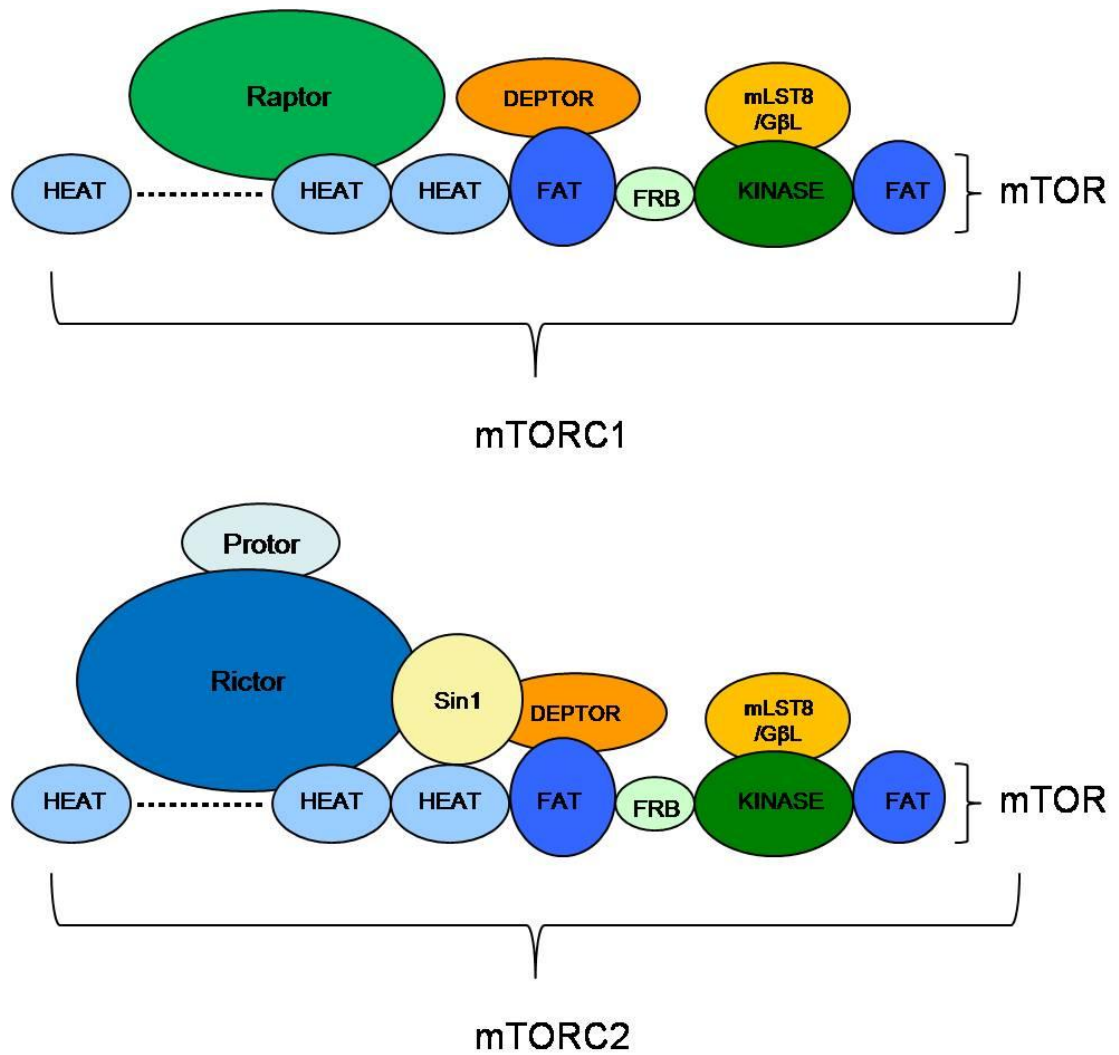 Raptor
DEPTOR
mLST8
/GβL
HEAT
HEAT
HEAT
FAT
FRB
KINASE
FAT
mTOR
mTORC1
Protor
Rictor
Sin1
DEPTOR
mLST8
/GβL
HEAT
HEAT
HEAT
FAT
FRB
KINASE
FAT
mTOR
mTORC2